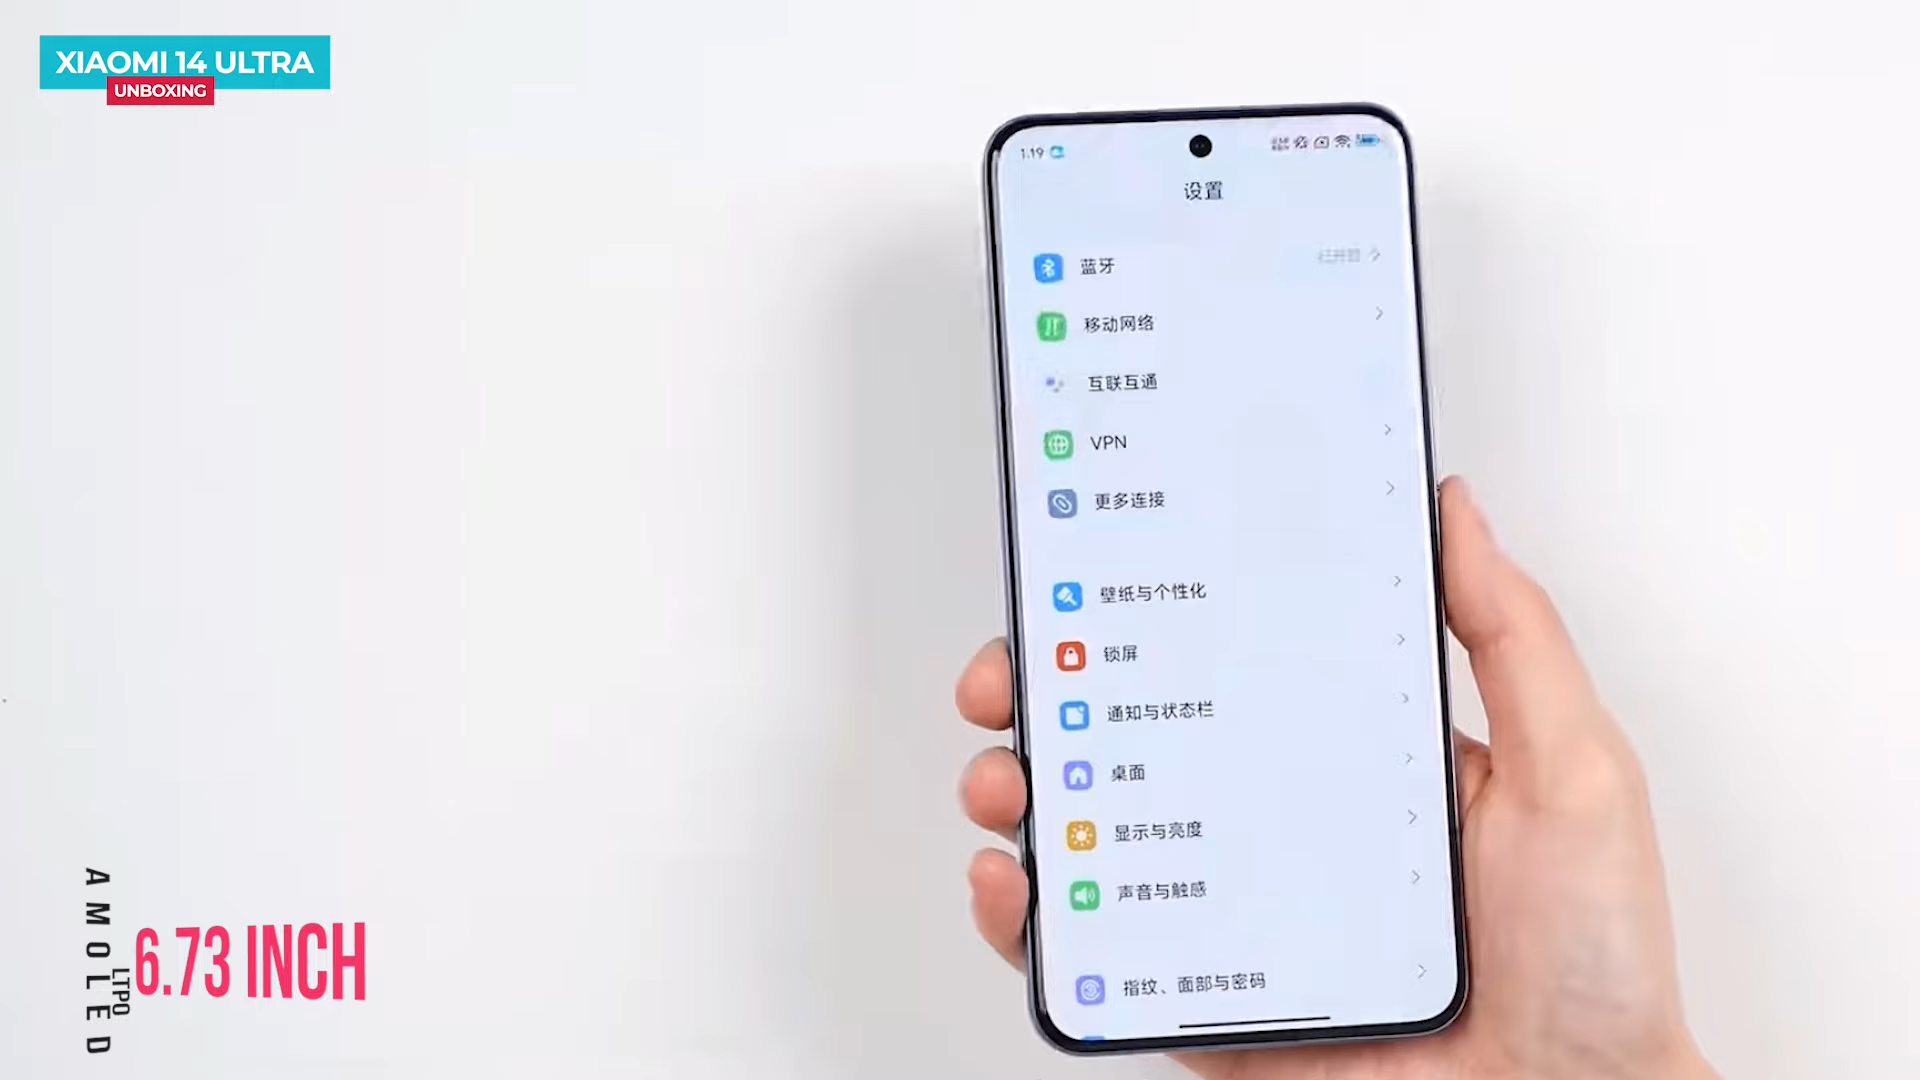 XIAOMI 14 ULTRA
UNBOXING
1:19
设置
蓝牙
已开启
移动网络
互联互通
VPN
更多连接
壁纸与个性化
锁屏
通知与状态栏
桌面
显示与亮度
声音与触感
指纹、面部与密码
AMOLED
LTPO
6.73 INCH